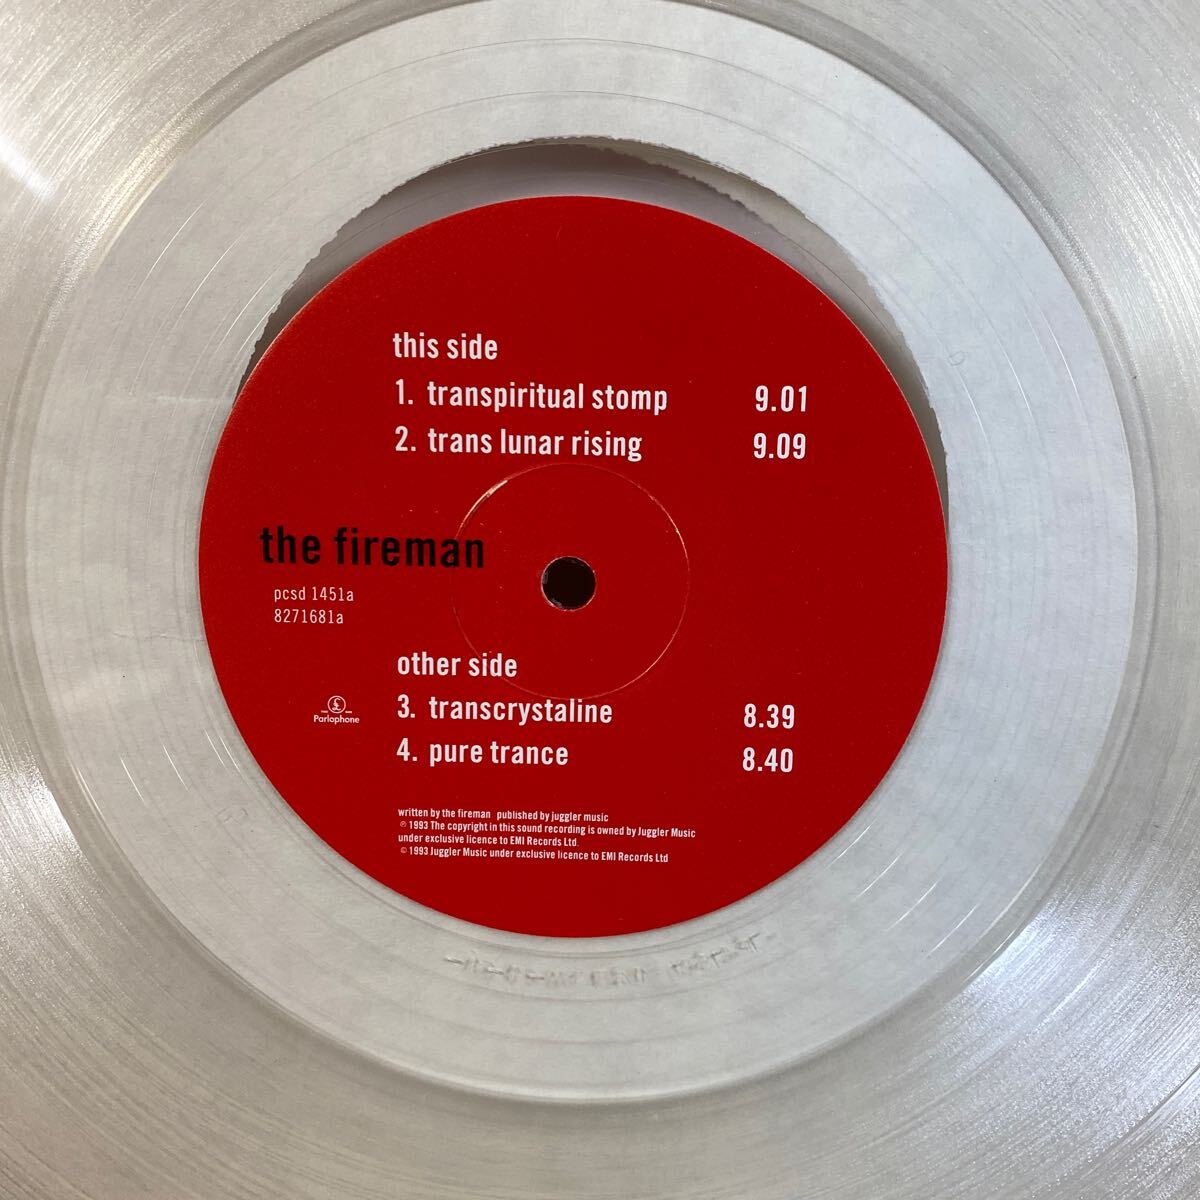 this side
1. transpiritual stomp 9.01
2. trans lunar rising 9.09
the fireman
pcsd 1451a
8271681a
other side
3. transcrystaline 8.39
4. pure trance 8.40
£
Parlophone
written by the fireman published by juggler music
℗ 1993 The copyright in this sound recording is owned by Juggler Music
under exclusive licence to EMI Records Ltd.
© 1993 Juggler Music under exclusive licence to EMI Records Ltd